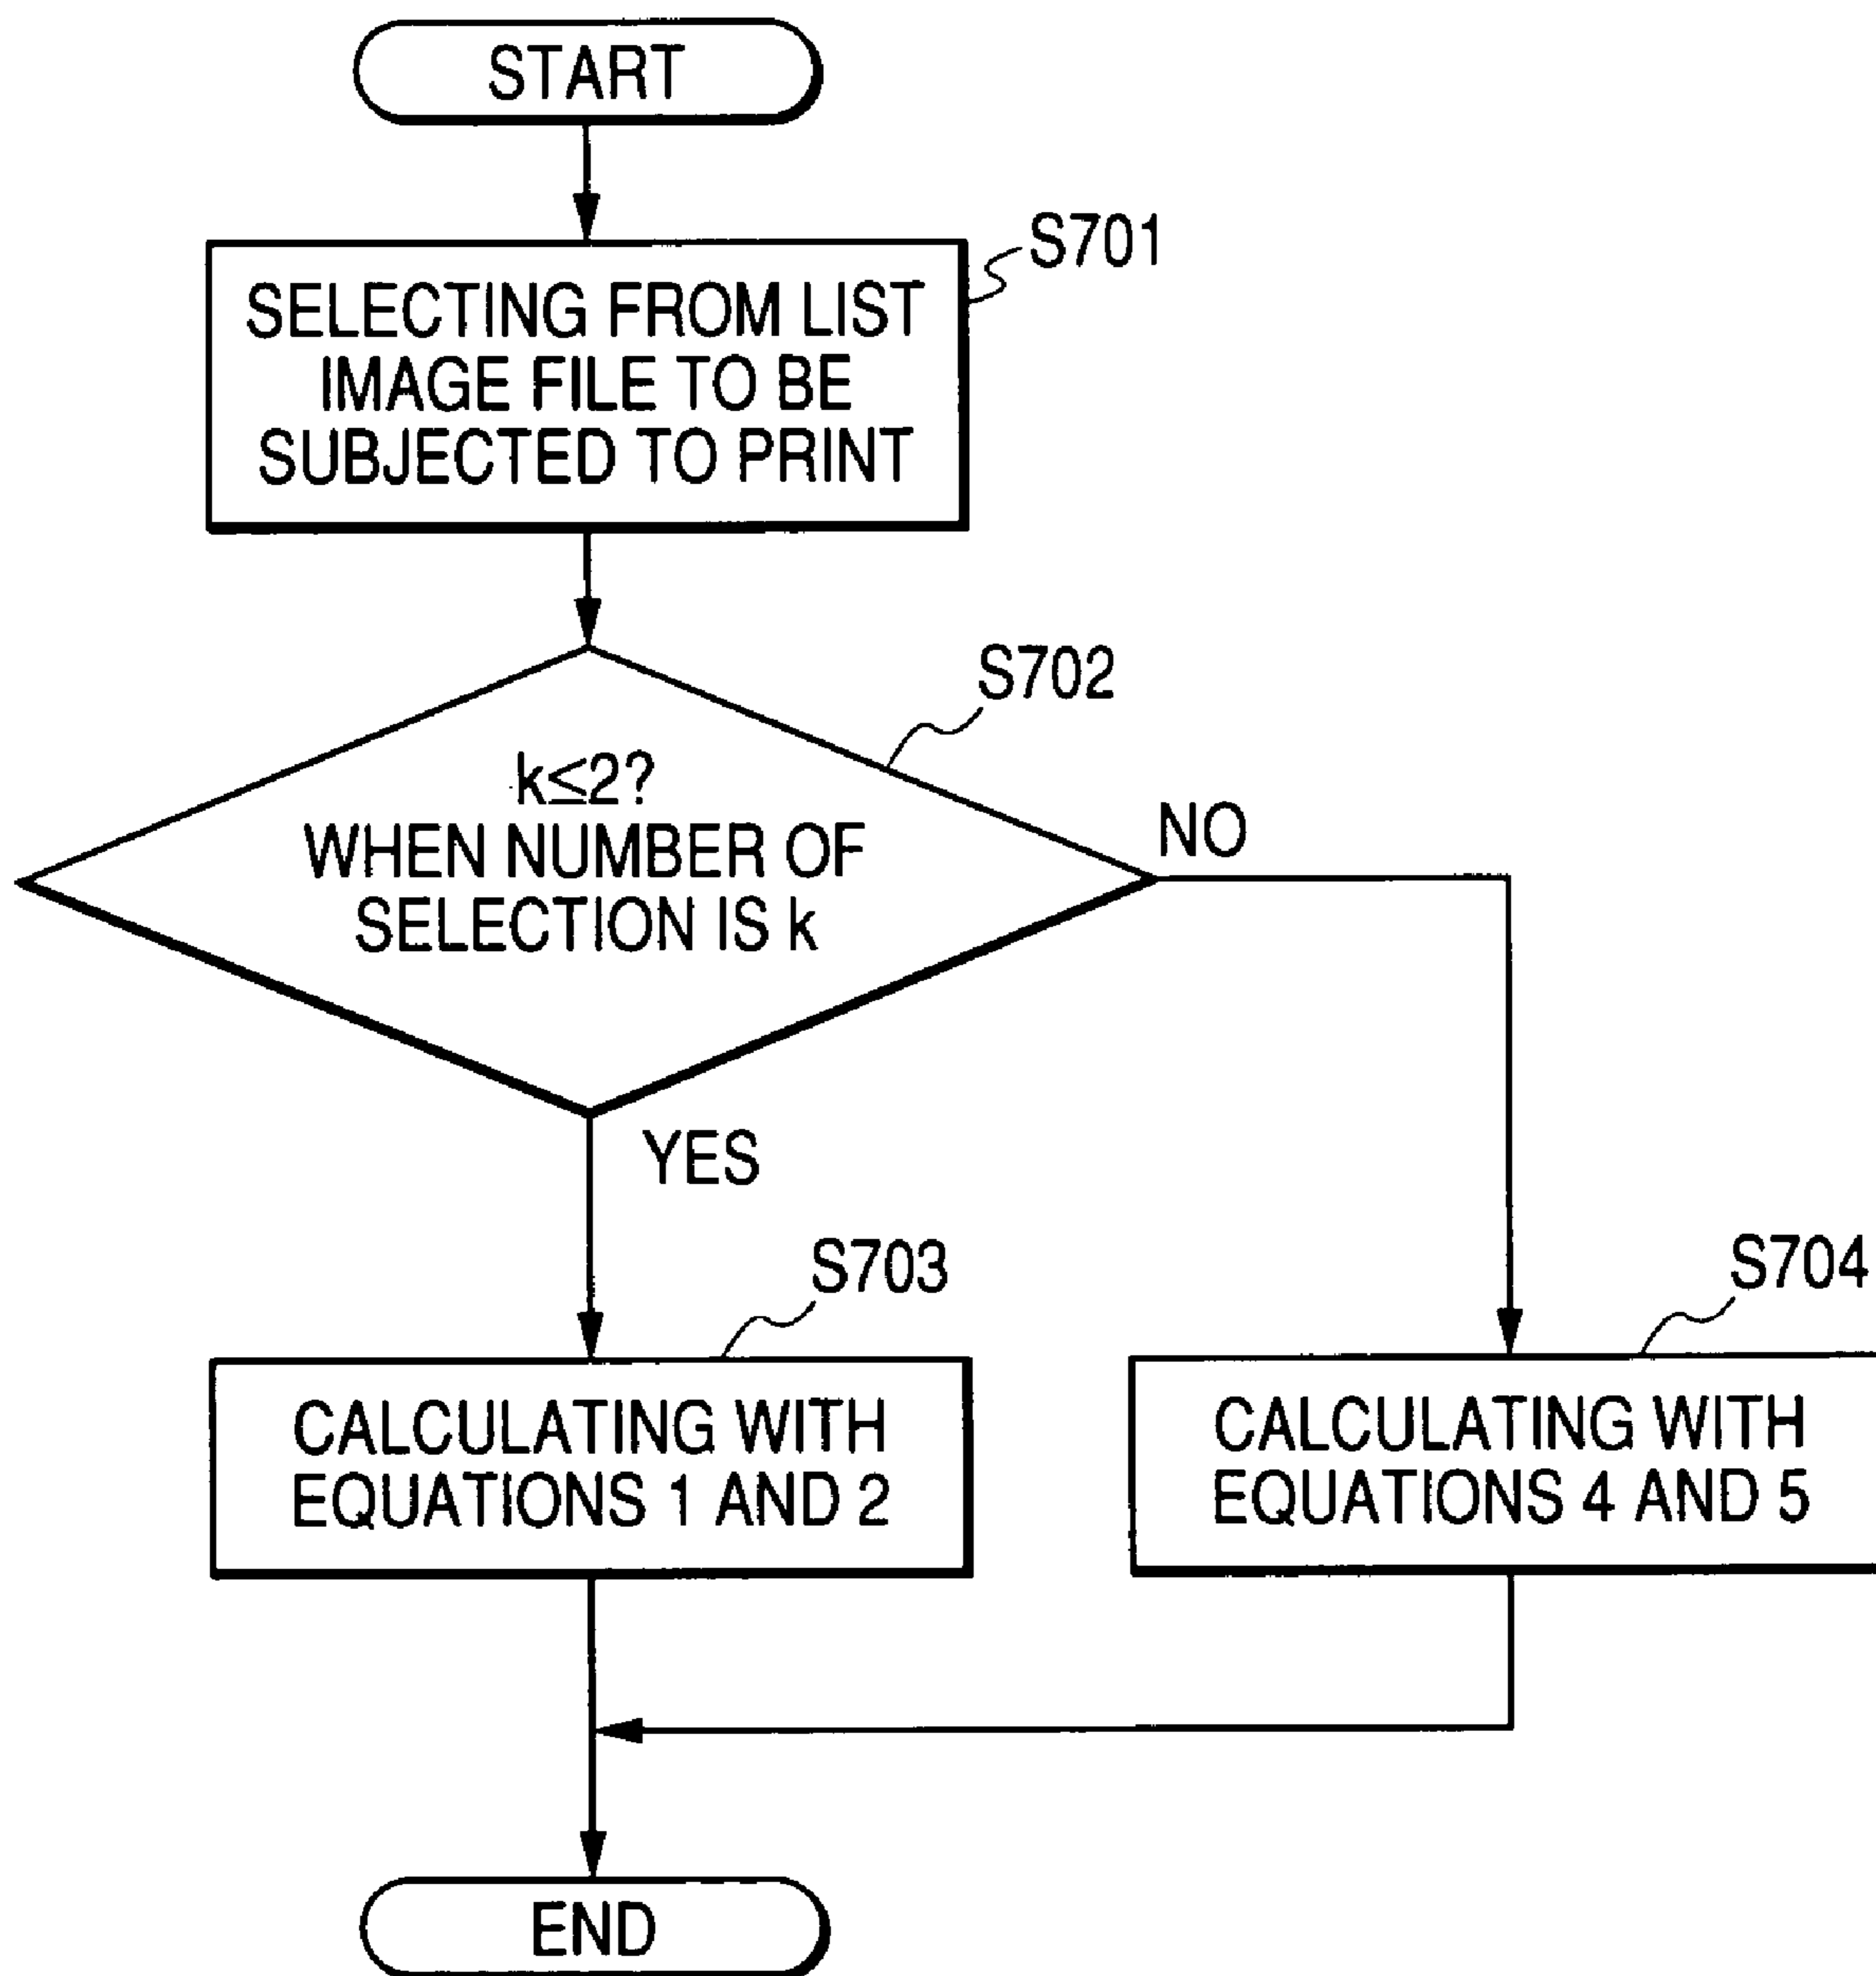 START
S701
SELECTING FROM LIST
IMAGE FILE TO BE
SUBJECTED TO PRINT
S702
k≤2?
WHEN NUMBER OF
SELECTION IS k
NO
YES
S703
CALCULATING WITH
EQUATIONS 1 AND 2
S704
CALCULATING WITH
EQUATIONS 4 AND 5
END